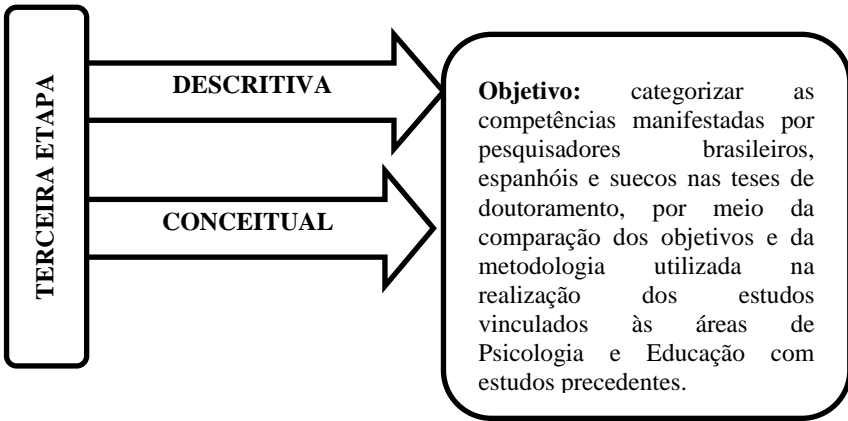 TERCEIRA ETAPA
DESCRITIVA
CONCEITUAL
Objetivo: categorizar as
competências manifestadas por
pesquisadores brasileiros,
espanhóis e suecos nas teses de
doutoramento, por meio da
comparação dos objetivos e da
metodologia utilizada na
realização dos estudos
vinculados às áreas de
Psicologia e Educação com
estudos precedentes.